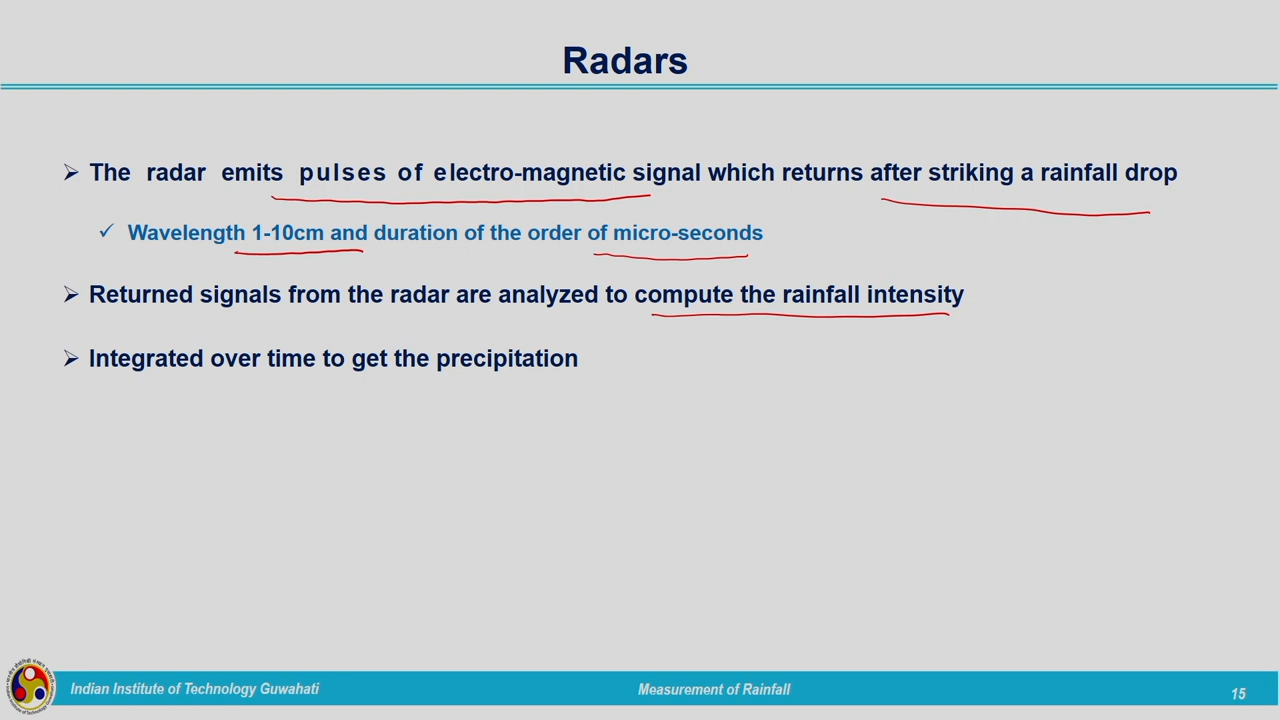 Radars
The radar emits pulses of electro-magnetic signal which returns after striking a rainfall drop
Wavelength 1-10cm and duration of the order of micro-seconds
Returned signals from the radar are analyzed to compute the rainfall intensity
Integrated over time to get the precipitation
Indian Institute of Technology Guwahati
Measurement of Rainfall
15